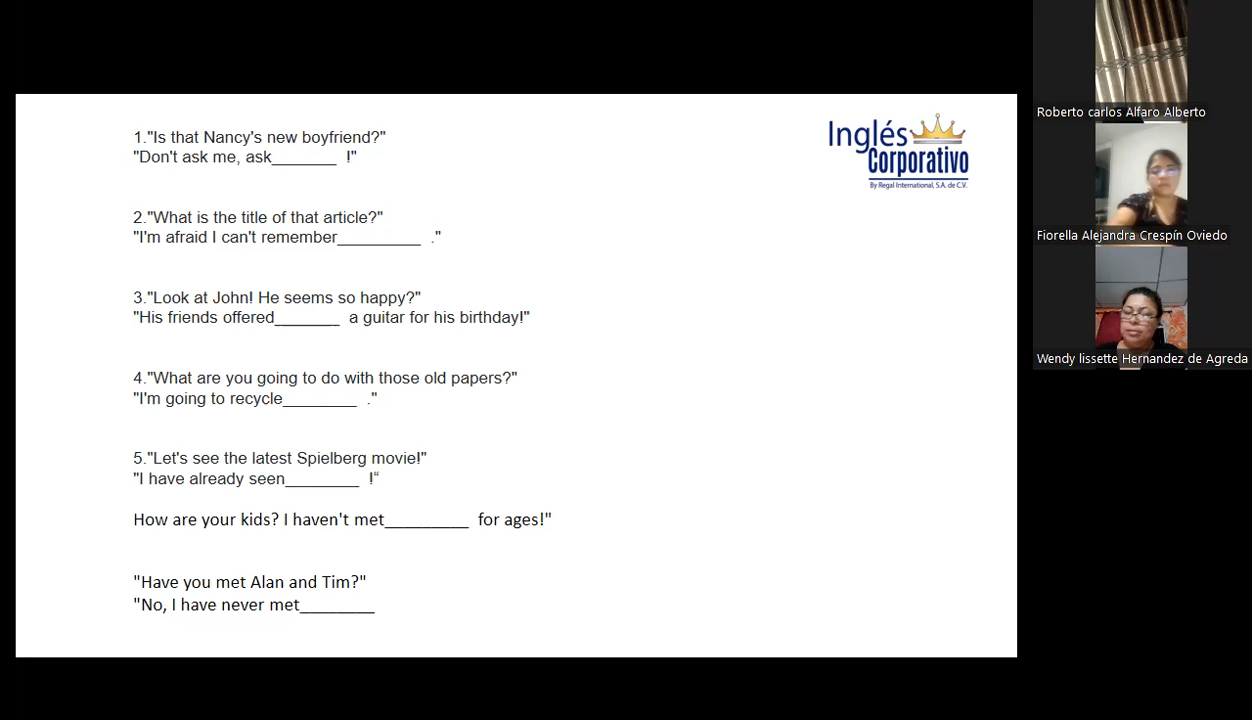 1."Is that Nancy's new boyfriend?"
"Don't ask me, ask_______ !"
2."What is the title of that article?"
"I'm afraid I can't remember_________ ."
3."Look at John! He seems so happy?"
"His friends offered_______ a guitar for his birthday!"
4."What are you going to do with those old papers?"
"I'm going to recycle________ ."
5."Let's see the latest Spielberg movie!"
"I have already seen________ !“
How are your kids? I haven't met_________ for ages!"
"Have you met Alan and Tim?"
"No, I have never met________
Inglés
Corporativo
By Regal International, S.A. de C.V.
Roberto carlos Alfaro Alberto
Fiorella Alejandra Crespín Oviedo
Wendy lissette Hernandez de Agreda